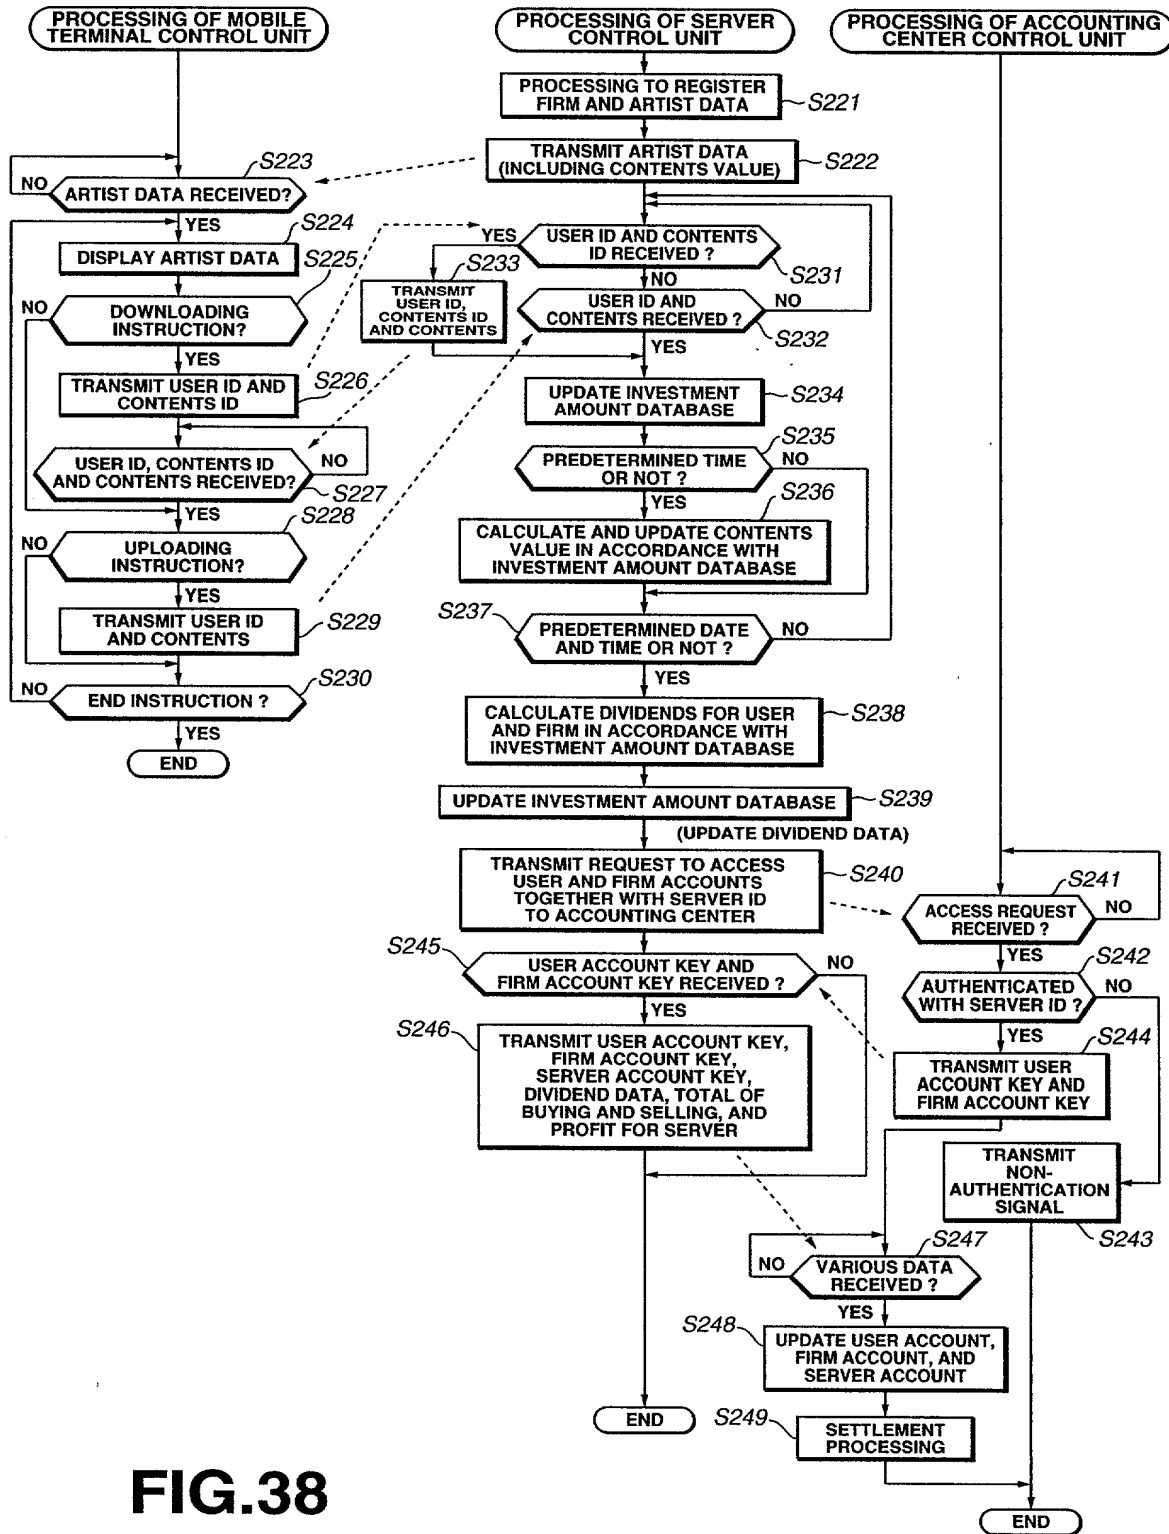 PROCESSING OF MOBILE
TERMINAL CONTROL UNIT
S223
NO
ARTIST DATA RECEIVED?
YES
S224
DISPLAY ARTIST DATA
S225
NO
DOWNLOADING
INSTRUCTION?
YES
TRANSMIT USER ID AND
CONTENTS ID
S226
USER ID, CONTENTS ID
AND CONTENTS RECEIVED?
NO
S227
YES
S228
NO
UPLOADING
INSTRUCTION?
YES
TRANSMIT USER ID
AND CONTENTS
S229
NO
END INSTRUCTION ?
S230
YES
END
PROCESSING OF SERVER
CONTROL UNIT
PROCESSING TO REGISTER
FIRM AND ARTIST DATA
S221
TRANSMIT ARTIST DATA
(INCLUDING CONTENTS VALUE)
S222
YES
USER ID AND CONTENTS
ID RECEIVED ?
S231
S233
NO
TRANSMIT
USER ID,
CONTENTS ID
AND CONTENTS
USER ID AND
CONTENTS RECEIVED ?
NO
S232
YES
UPDATE INVESTMENT
AMOUNT DATABASE
S234
S235
PREDETERMINED TIME
OR NOT ?
NO
YES
S236
CALCULATE AND UPDATE CONTENTS
VALUE IN ACCORDANCE WITH
INVESTMENT AMOUNT DATABASE
S237
PREDETERMINED DATE
AND TIME OR NOT ?
NO
YES
CALCULATE DIVIDENDS FOR USER
AND FIRM IN ACCORDANCE WITH
INVESTMENT AMOUNT DATABASE
S238
UPDATE INVESTMENT AMOUNT DATABASE
S239
(UPDATE DIVIDEND DATA)
TRANSMIT REQUEST TO ACCESS
USER AND FIRM ACCOUNTS
TOGETHER WITH SERVER ID
TO ACCOUNTING CENTER
S240
S245
USER ACCOUNT KEY AND
FIRM ACCOUNT KEY RECEIVED ?
NO
YES
S246
TRANSMIT USER ACCOUNT KEY,
FIRM ACCOUNT KEY,
SERVER ACCOUNT KEY,
DIVIDEND DATA, TOTAL OF
BUYING AND SELLING, AND
PROFIT FOR SERVER
END
PROCESSING OF ACCOUNTING
CENTER CONTROL UNIT
S241
ACCESS REQUEST
RECEIVED ?
NO
YES
S242
AUTHENTICATED
WITH SERVER ID ?
NO
YES
S244
TRANSMIT USER
ACCOUNT KEY AND
FIRM ACCOUNT KEY
TRANSMIT
NON-
AUTHENTICATION
SIGNAL
S243
S247
NO
VARIOUS DATA
RECEIVED ?
YES
S248
UPDATE USER ACCOUNT,
FIRM ACCOUNT, AND
SERVER ACCOUNT
S249
SETTLEMENT
PROCESSING
END
FIG.38